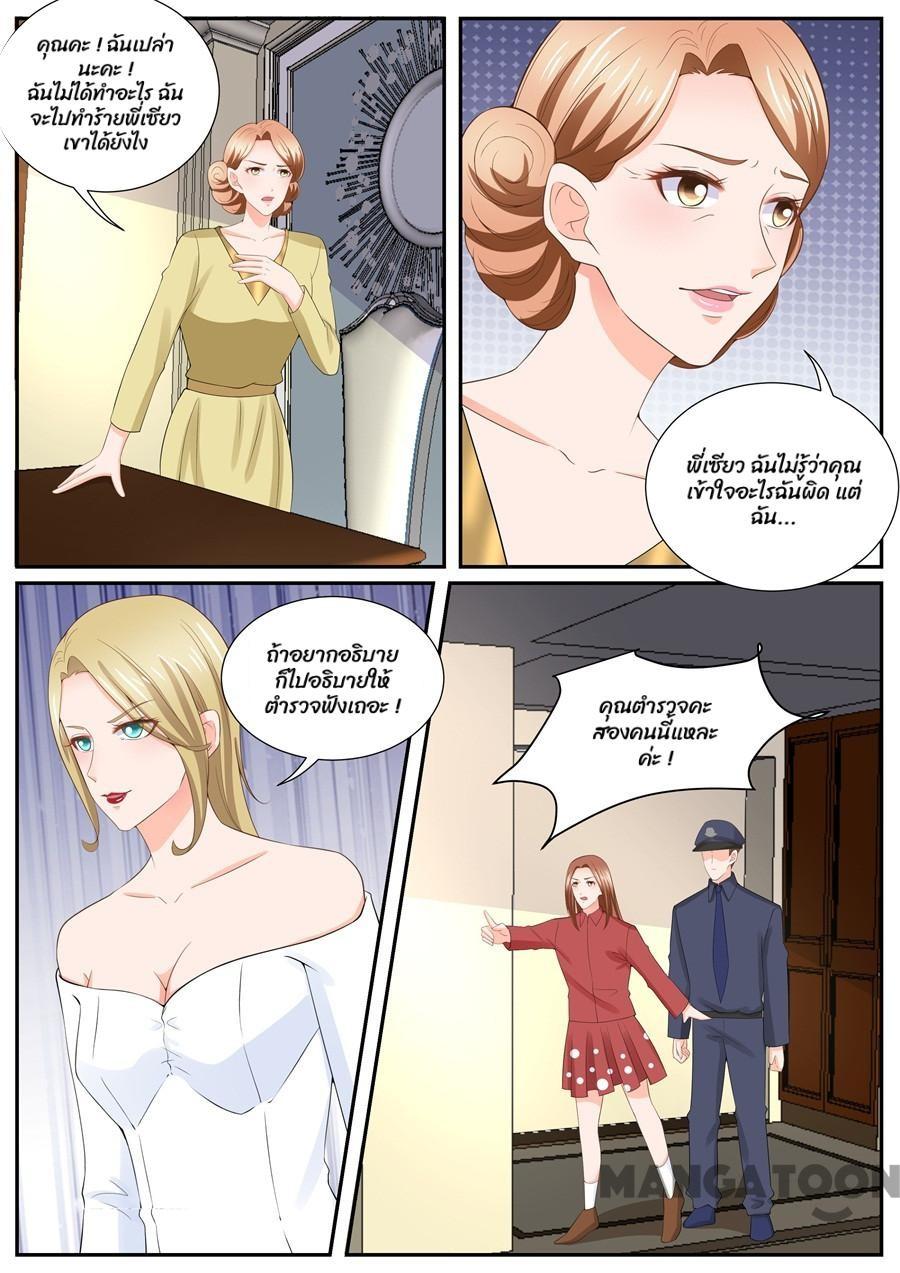 คุณคะ ! ฉันเปล่า
นะคะ !
ฉันไม่ได้ทำอะไร ฉัน
จะไปทำร้ายพี่เซียว
เขาได้ยังไง
พี่เซียว ฉันไม่รู้ว่าคุณ
เข้าใจอะไรฉันผิด แต่
ฉัน...
ถ้าอยากอธิบาย
ก็ไปอธิบายให้
ตำรวจฟังเถอะ !
คุณตำรวจคะ
สองคนนี้แหละ
ค่ะ !
MANGATOON